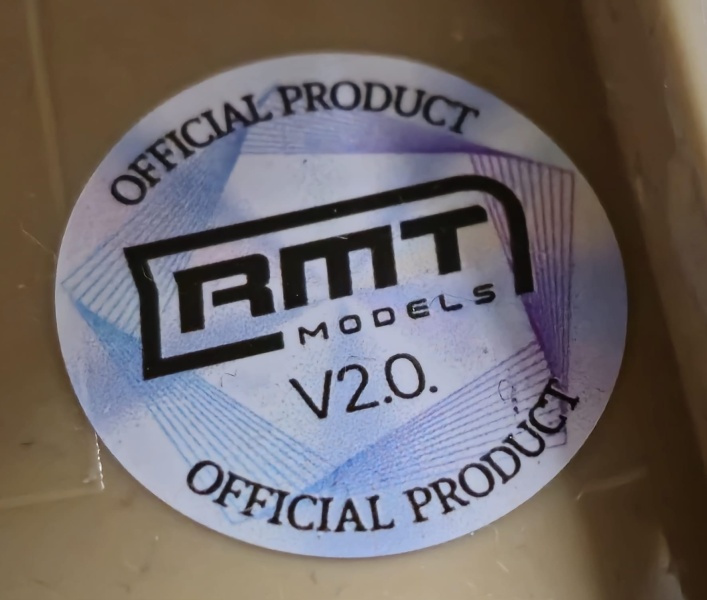 OFFICIAL PRODUCT
RMT
MODELS
V2.0.
OFFICIAL PRODUCT